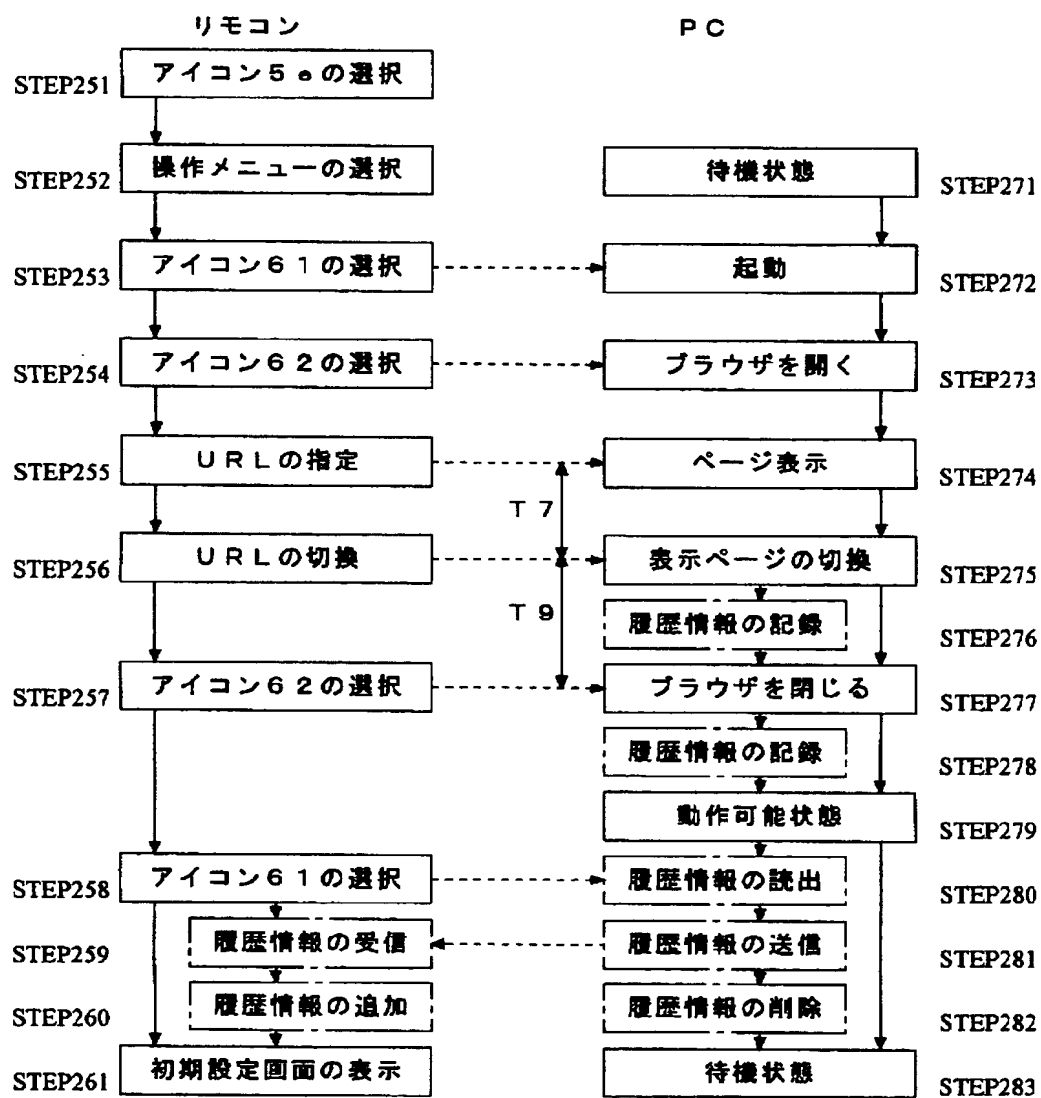 リモコン
PC
STEP251
アイコン5eの選択
STEP252
操作メニューの選択
待機状態
STEP271
STEP253
アイコン61の選択
起動
STEP272
STEP254
アイコン62の選択
ブラウザを開く
STEP273
STEP255
URLの指定
ページ表示
STEP274
T7
STEP256
URLの切換
表示ページの切換
STEP275
T9
履歴情報の記録
STEP276
STEP257
アイコン62の選択
ブラウザを閉じる
STEP277
履歴情報の記録
STEP278
動作可能状態
STEP279
STEP258
アイコン61の選択
履歴情報の読出
STEP280
STEP259
履歴情報の受信
履歴情報の送信
STEP281
STEP260
履歴情報の追加
履歴情報の削除
STEP282
STEP261
初期設定画面の表示
待機状態
STEP283